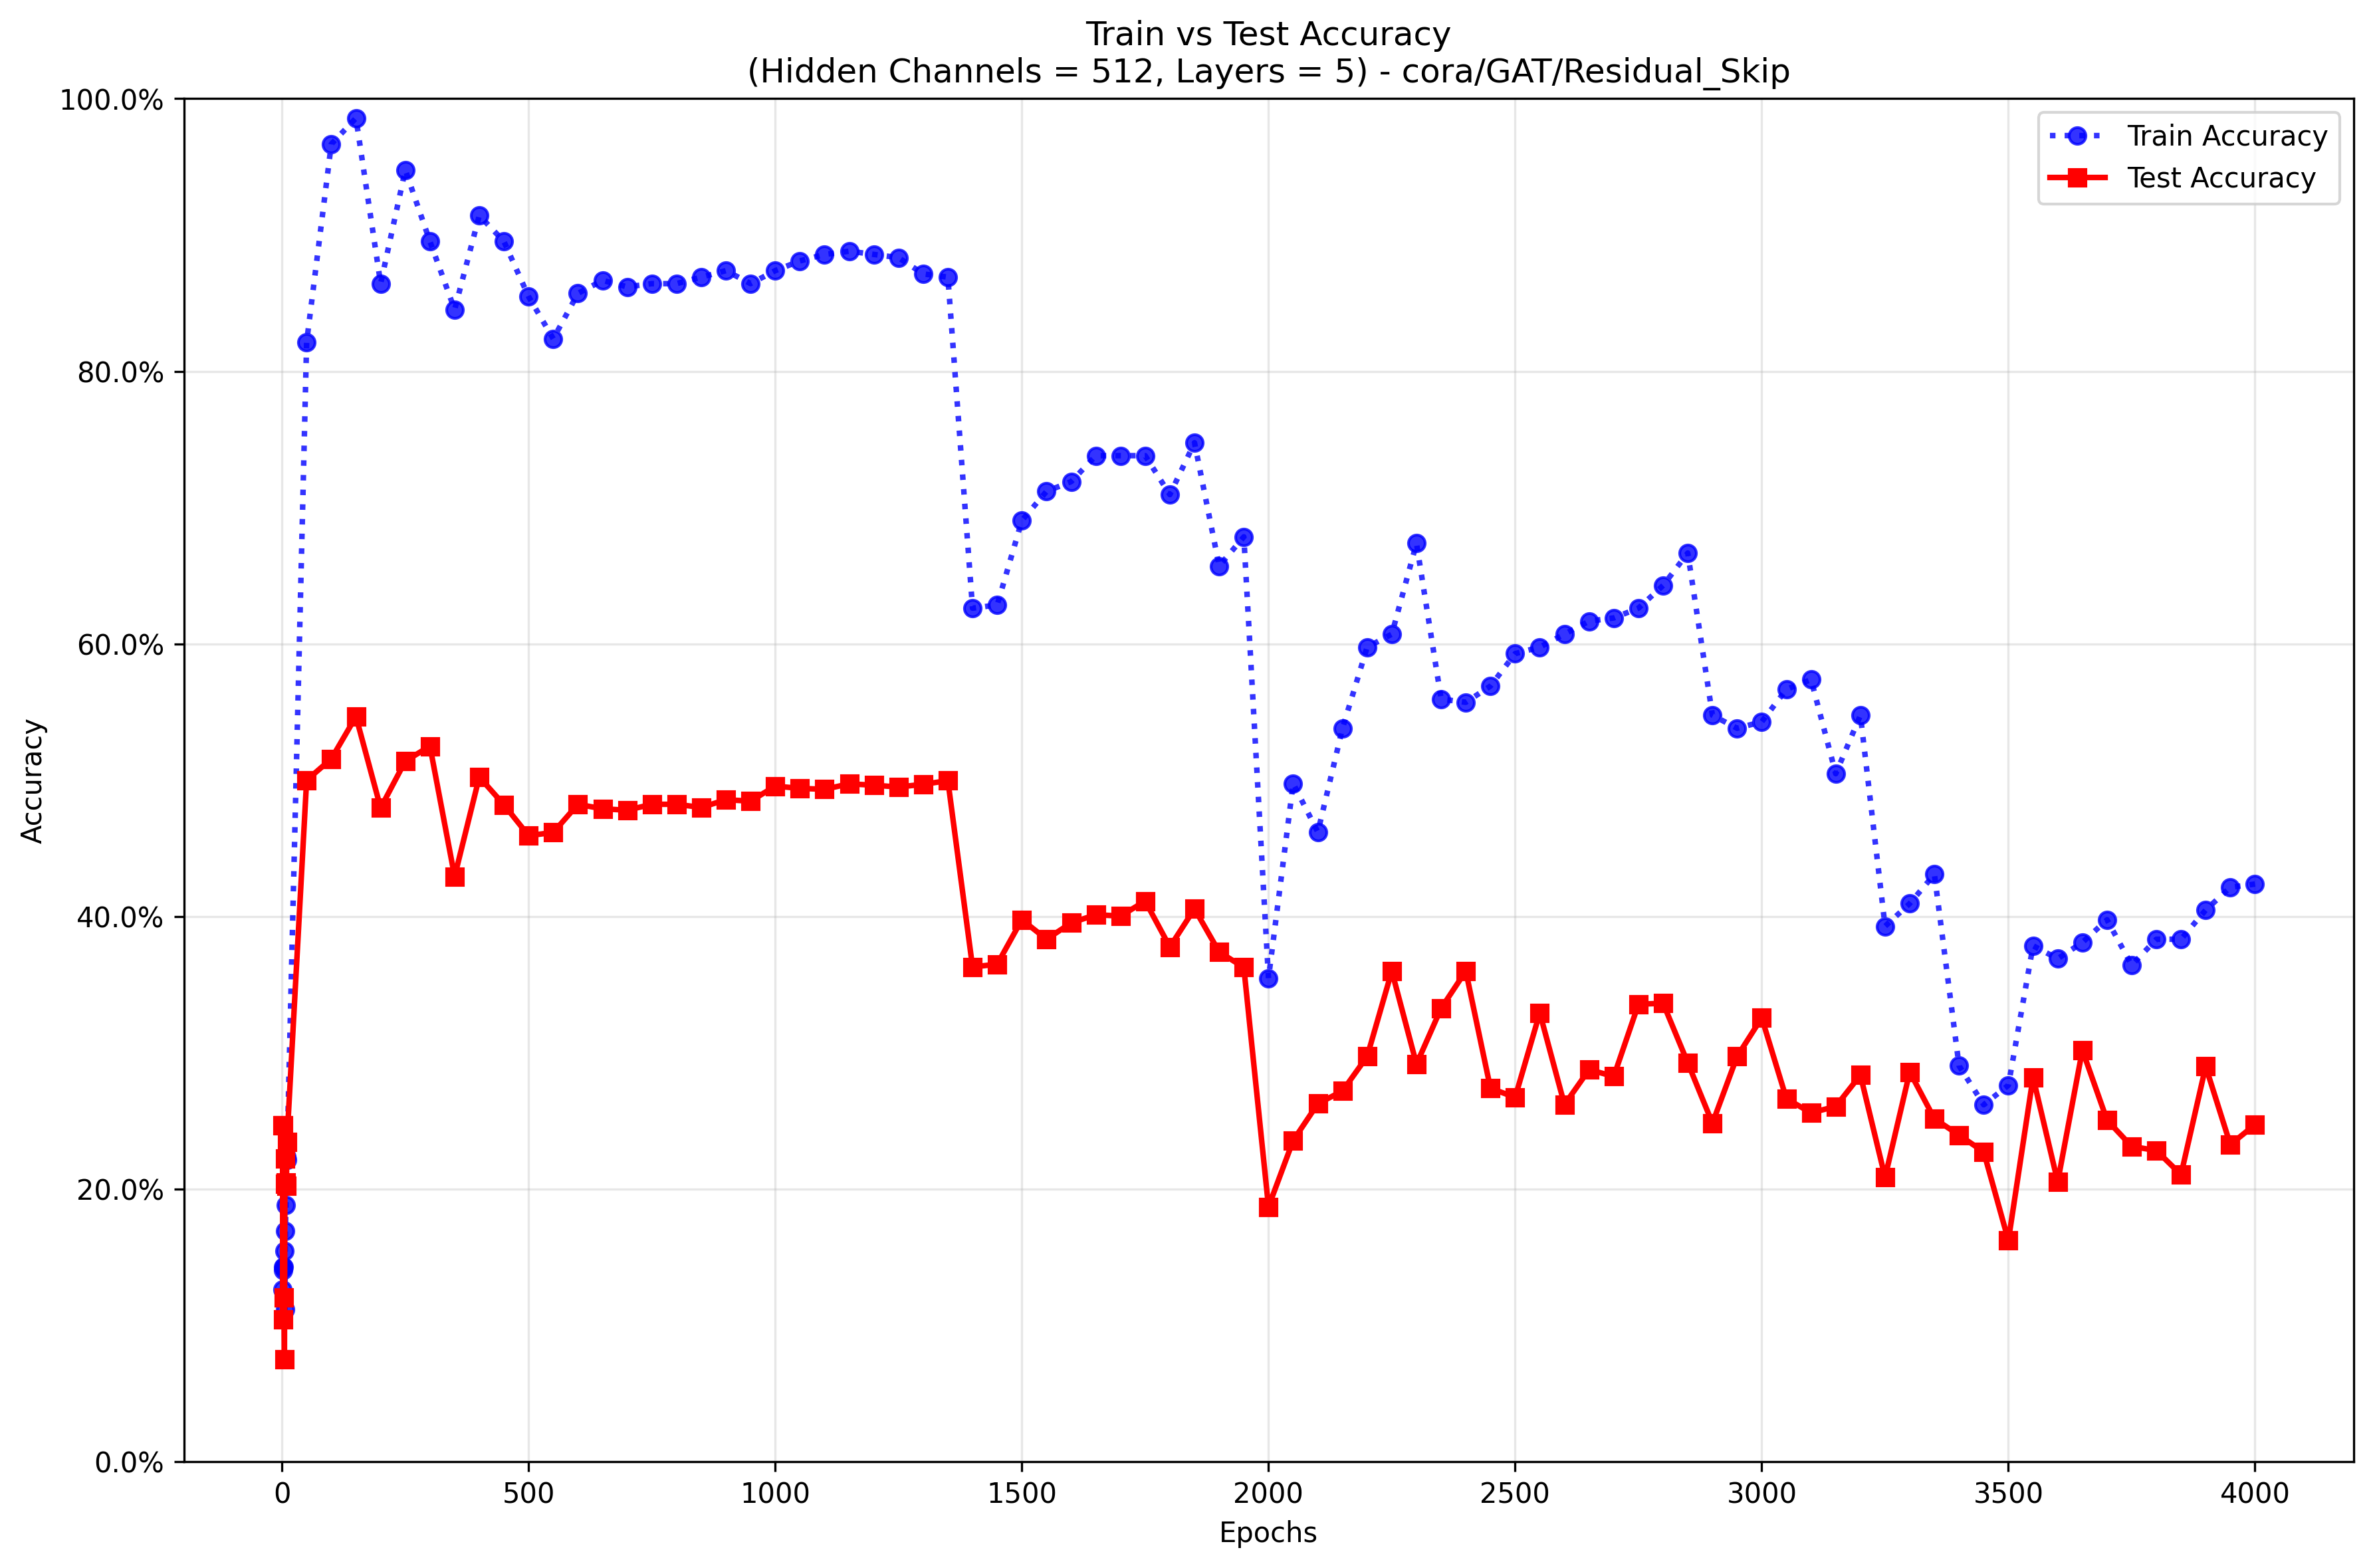 Train vs Test Accuracy
(Hidden Channels = 512, Layers = 5) - cora/GAT/Residual_Skip
100.0%
80.0%
60.0%
40.0%
20.0%
0.0%
Accuracy
Train Accuracy
Test Accuracy
0
500
1000
1500
2000
2500
3000
3500
4000
Epochs